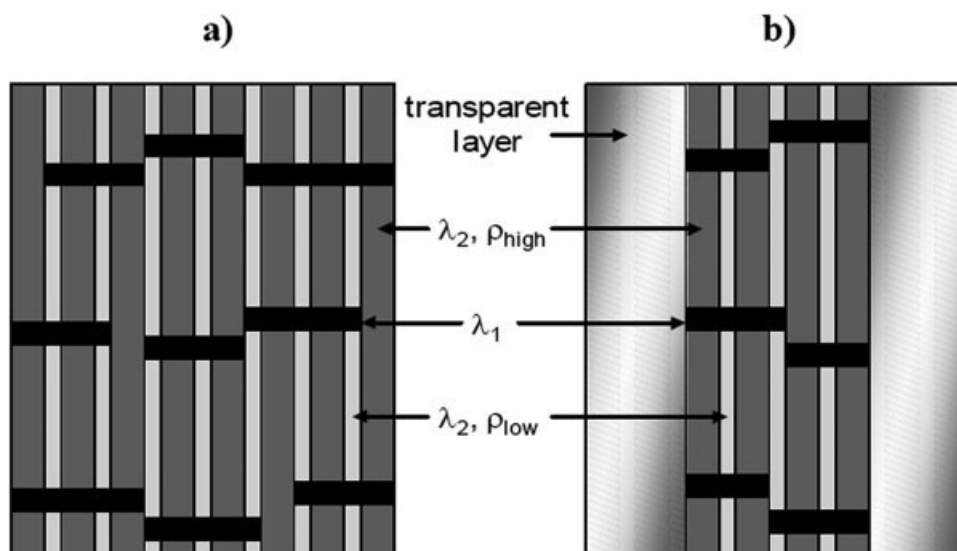 a)
b)
transparent
layer
λ₂, ρhigh
λ₁
λ₂, ρlow